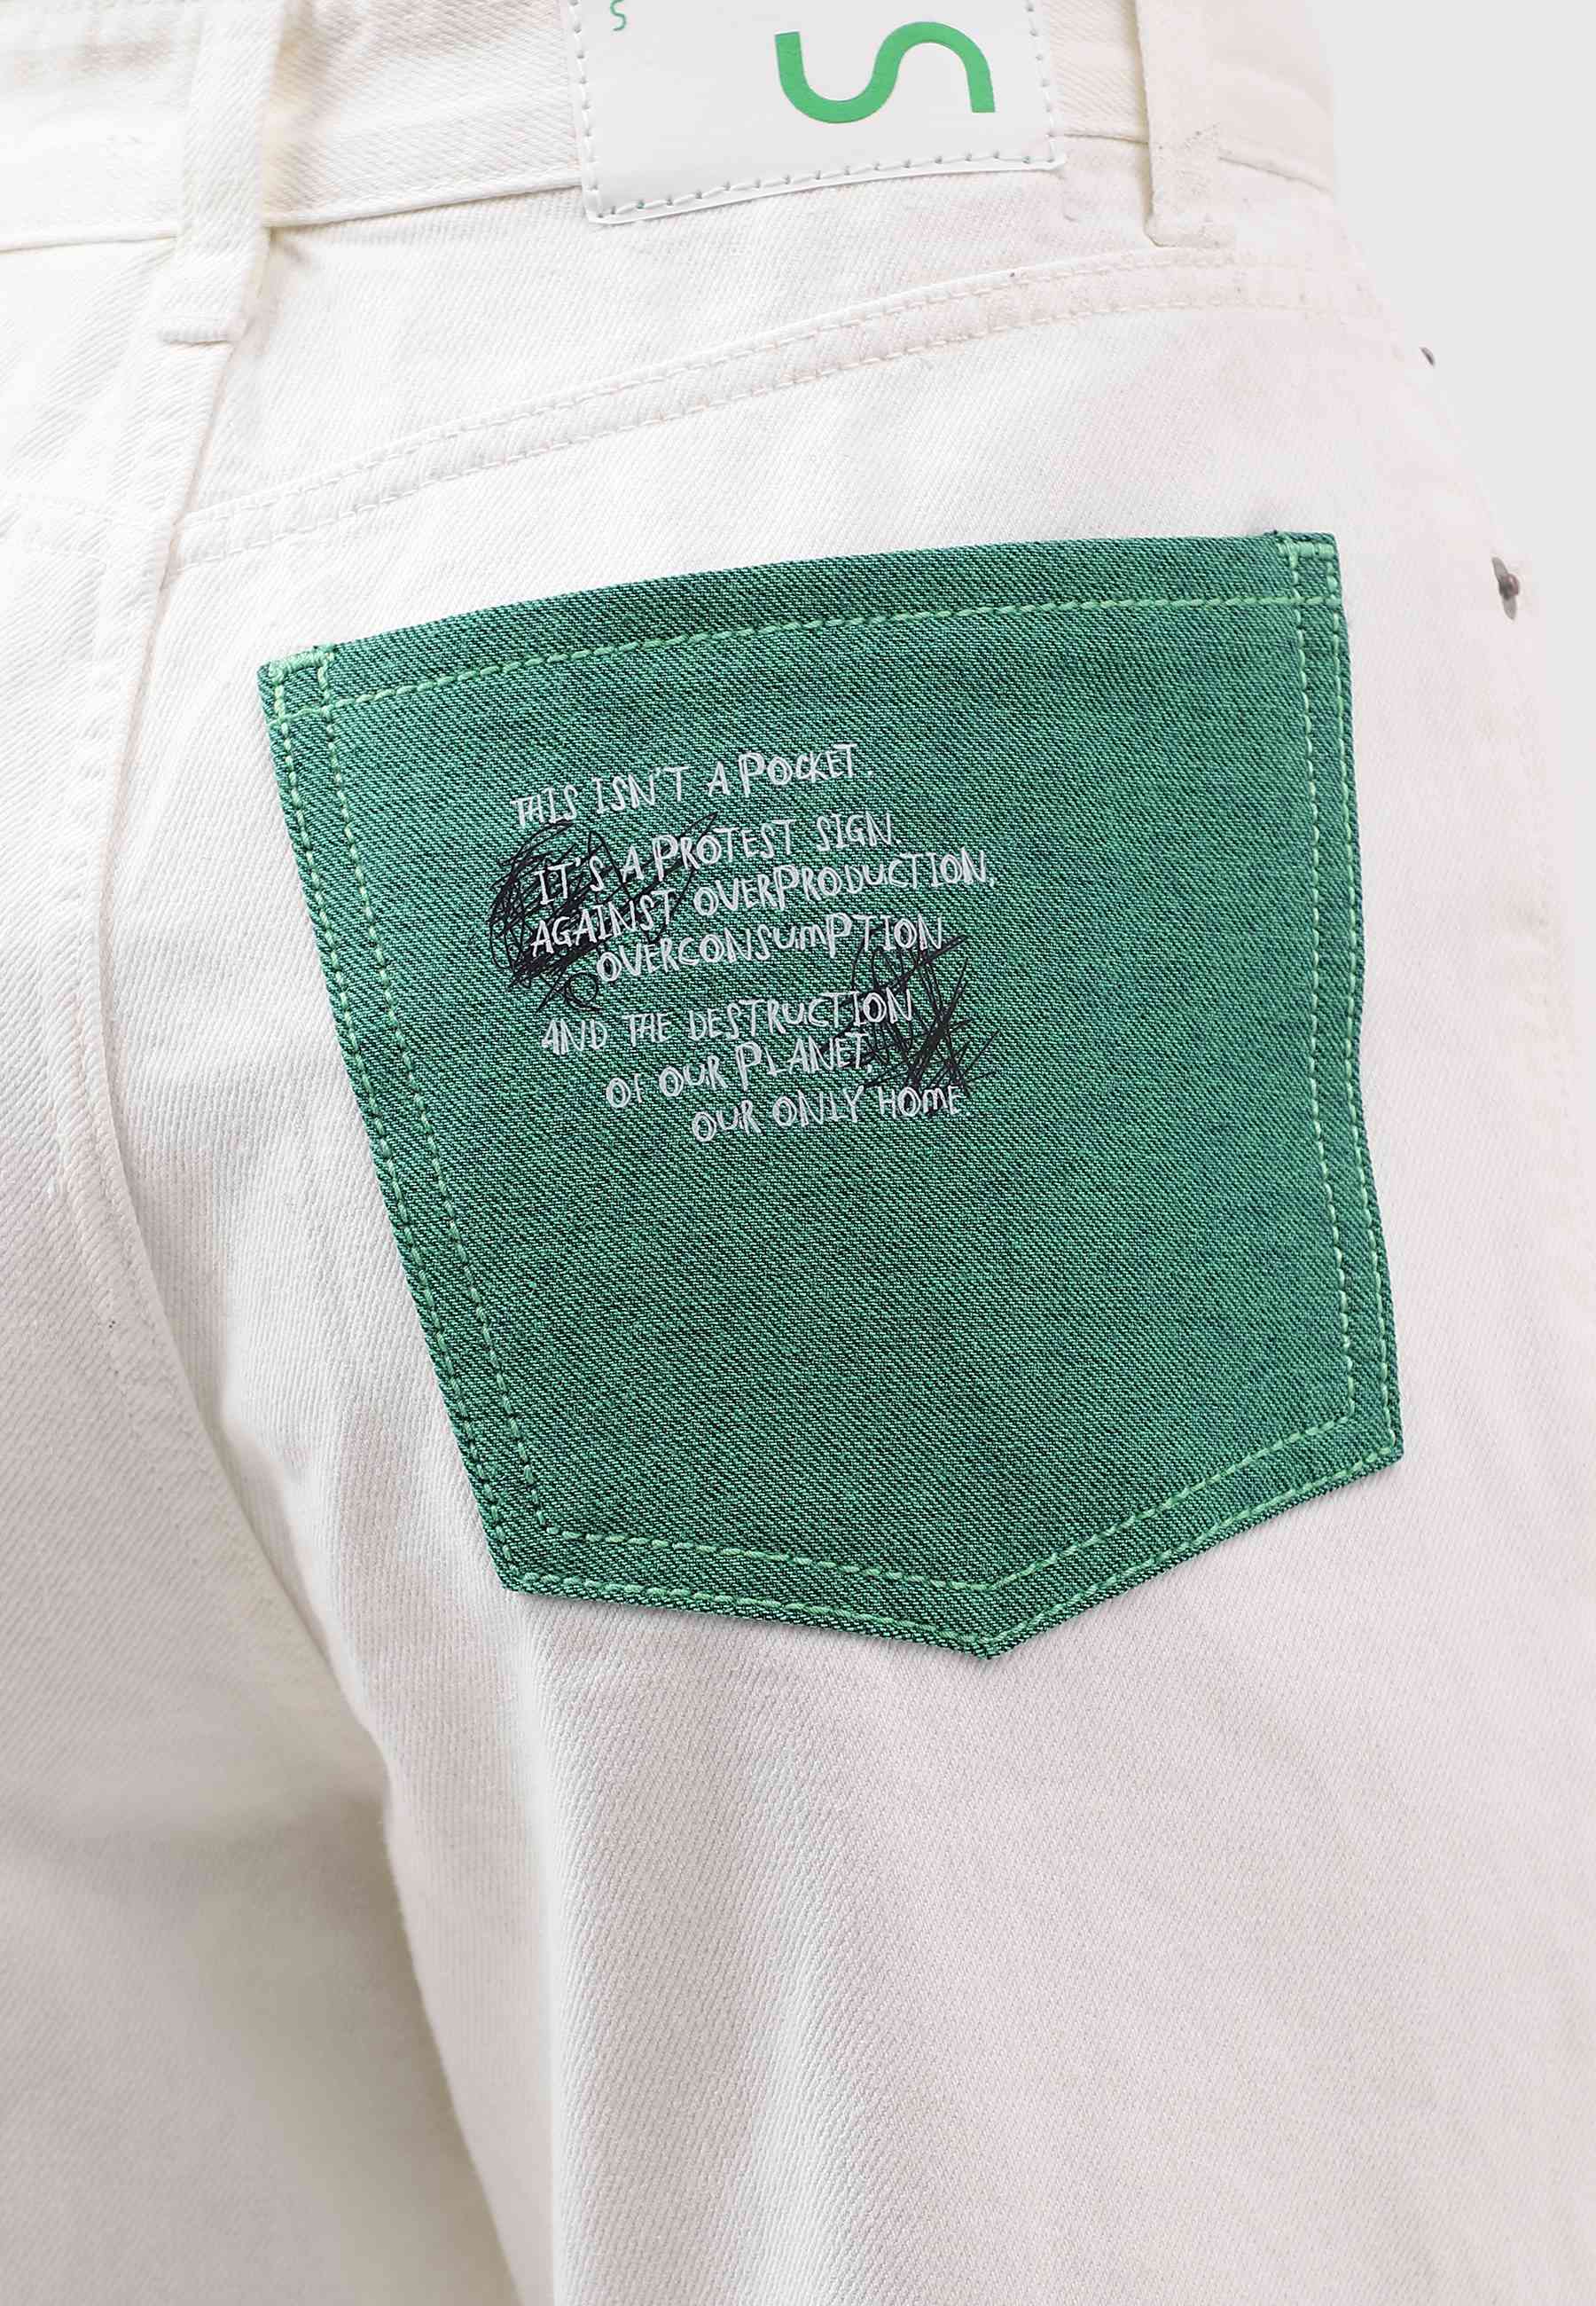 S
THIS ISN'T A POCKET.
IT'S A PROTEST SIGN.
AGAINST OVERPRODUCTION,
OVERCONSUMPTION
AND THE DESTRUCTION
OF OUR PLANET,
OUR ONLY HOME.